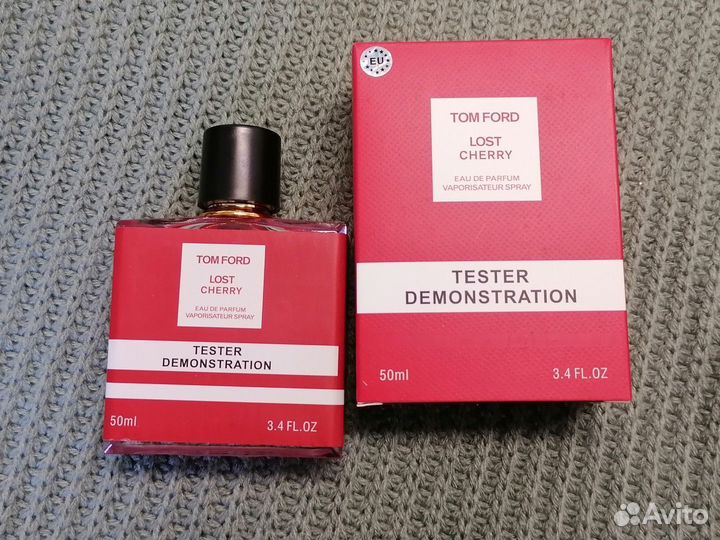 TOM FORD
LOST
CHERRY
EAU DE PARFUM
VAPORISATEUR SPRAY
TESTER
DEMONSTRATION
50ml 3.4 FL.OZ
EU
TOM FORD
LOST
CHERRY
EAU DE PARFUM
VAPORISATEUR SPRAY
TESTER
DEMONSTRATION
50ml 3.4 FL.OZ
Avito